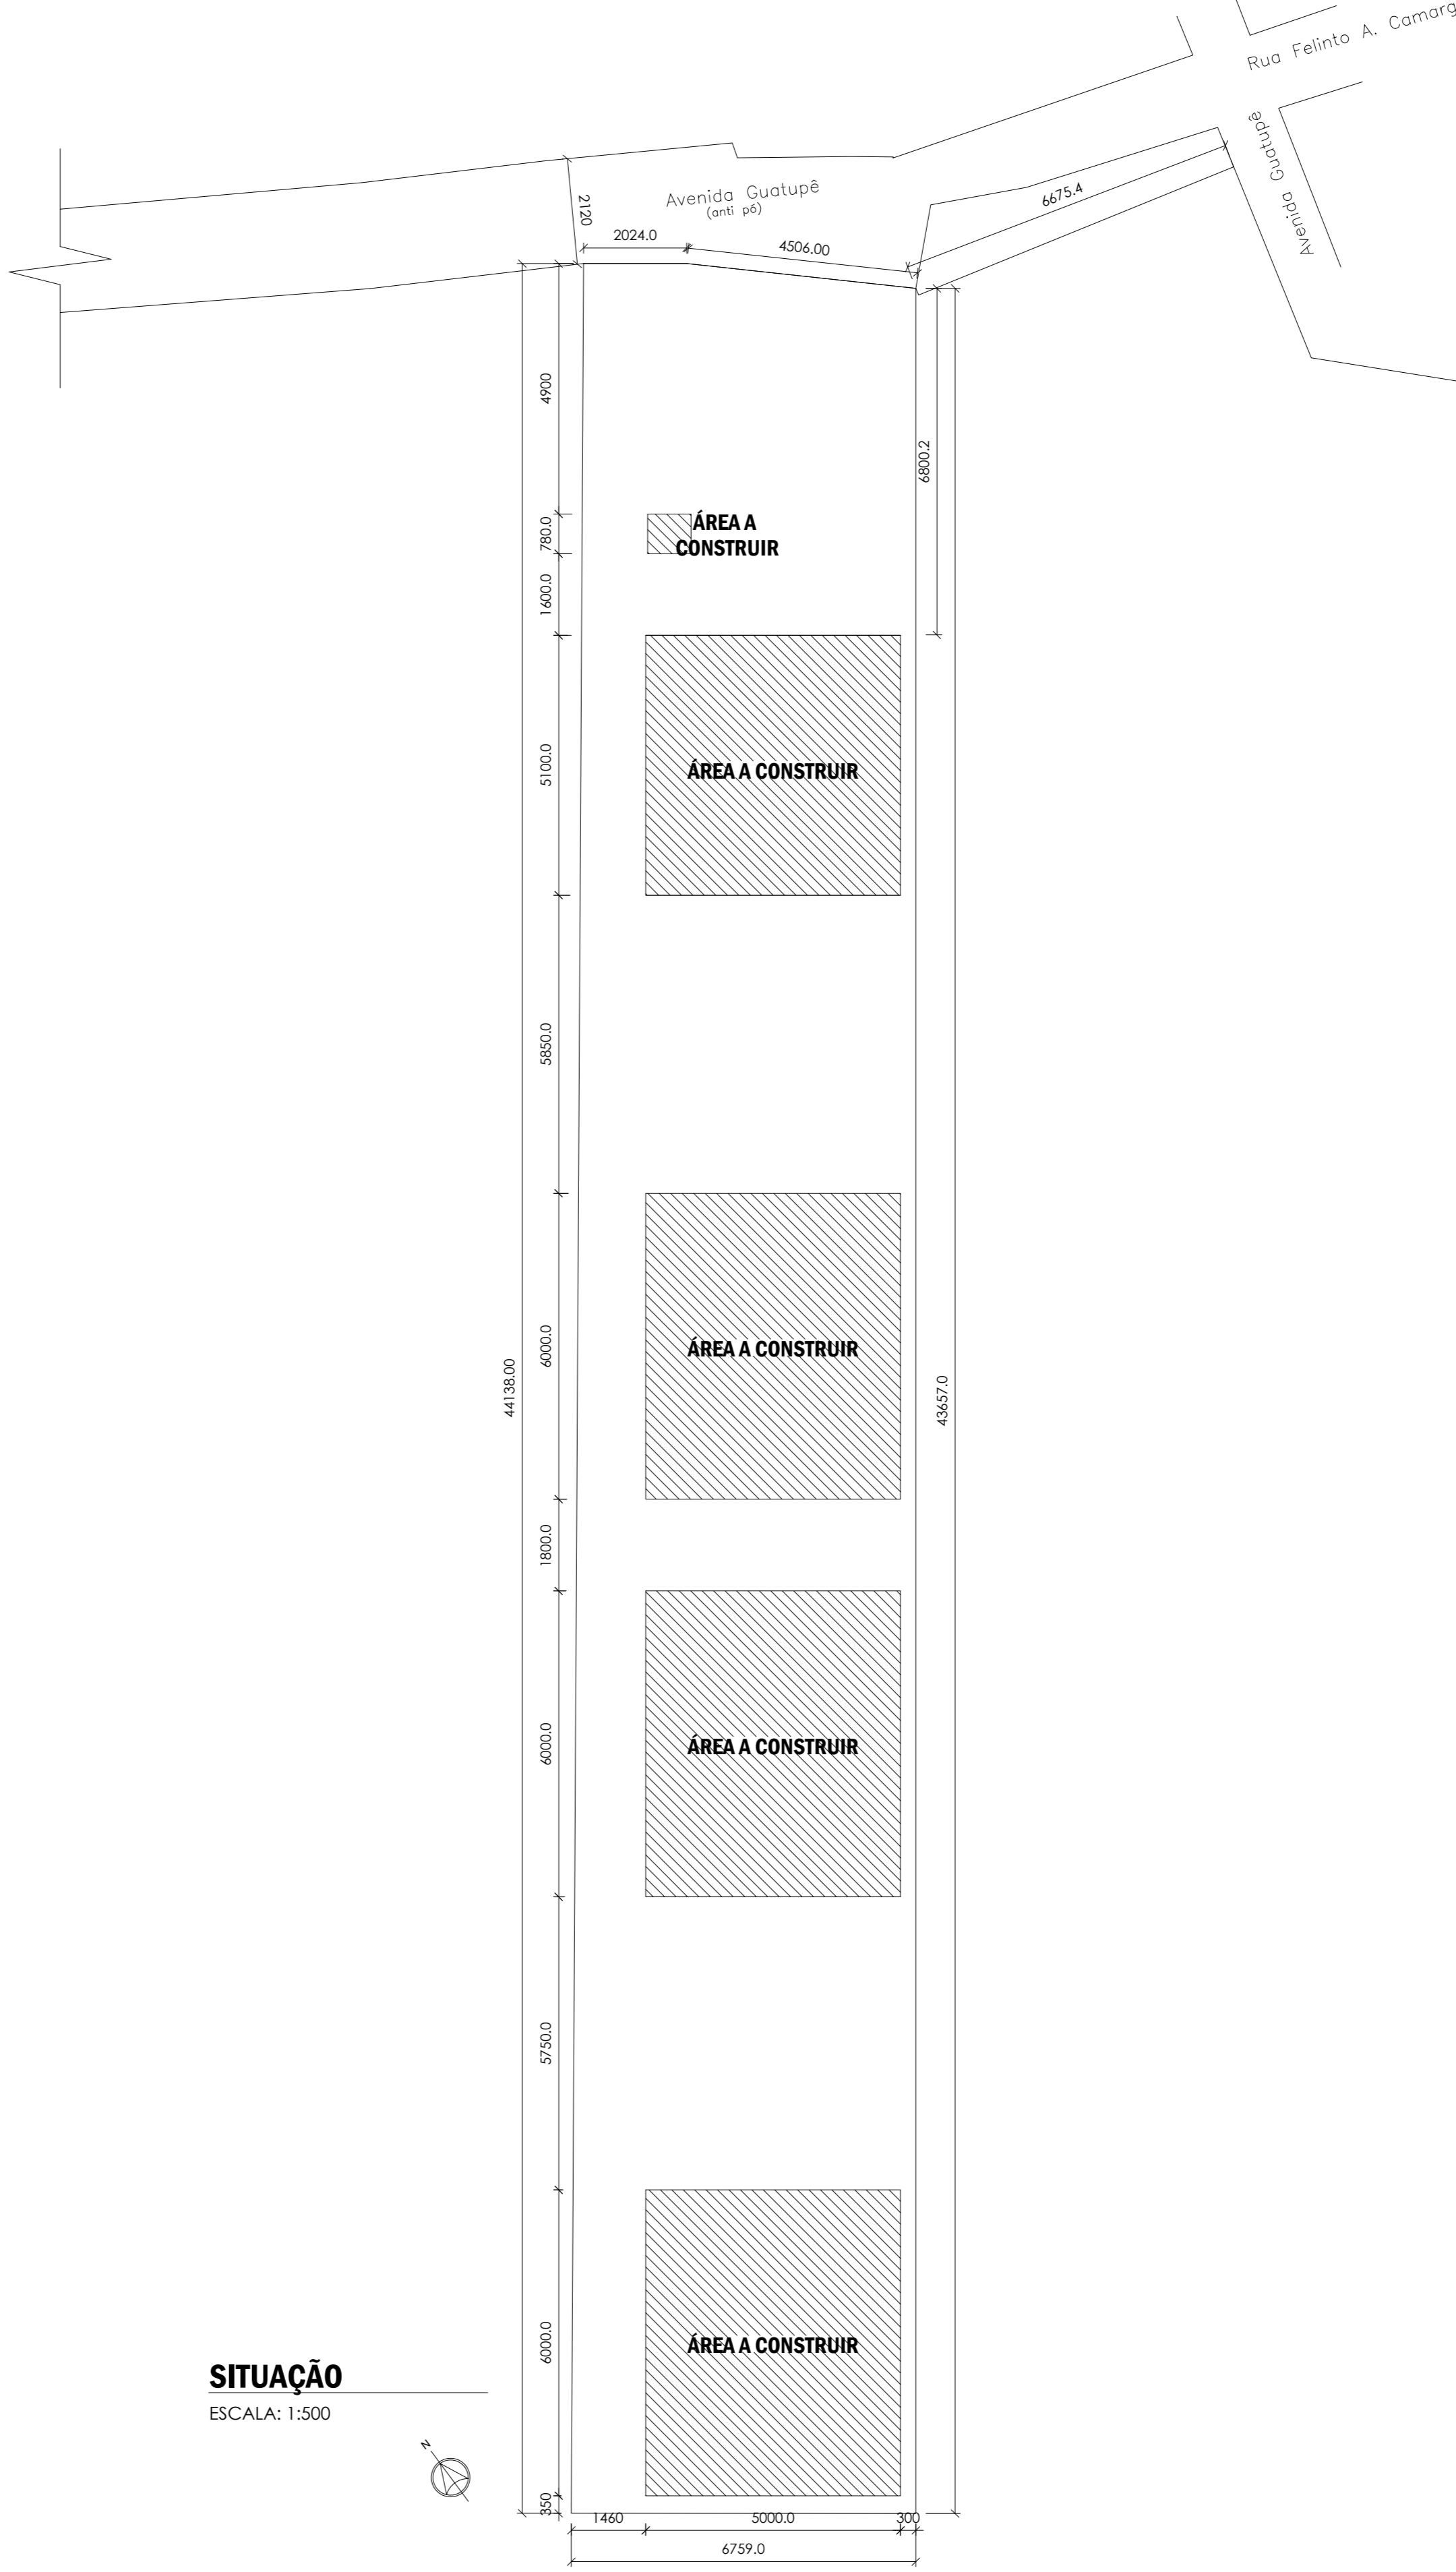 Rua Felinto A. Camarg
Avenida Guatupê
Avenida Guatupê
(anti pó)
2120
2024.0
4506.00
6675.4
4900
6800.2
780.0
ÁREA A
CONSTRUIR
1600.0
5100.0
ÁREA A CONSTRUIR
5850.0
6000.0
ÁREA A CONSTRUIR
44138.00
43657.0
1800.0
6000.0
ÁREA A CONSTRUIR
5750.0
6000.0
ÁREA A CONSTRUIR
SITUAÇÃO
ESCALA: 1:500
N
350
1460
5000.0
300
6759.0